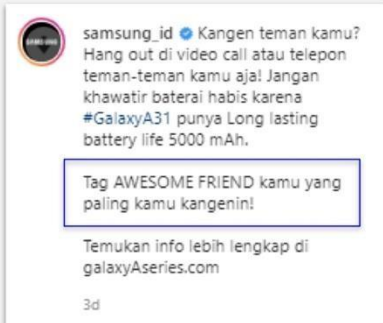 samsung_id Kangen teman kamu?
Hang out di video call atau telepon
teman-teman kamu aja! Jangan
khawatir baterai habis karena
#GalaxyA31 punya Long lasting
battery life 5000 mAh.
Tag AWESOME FRIEND kamu yang
paling kamu kangenin!
Temukan info lebih lengkap di
galaxyAseries.com
3d